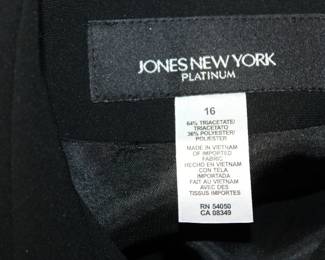 JONES NEW YORK
PLATINUM
16
64% TRIACETATE/
TRIACETATO
36% POLYESTER/
POLIESTER
MADE IN VIETNAM
OF IMPORTED
FABRIC
HECHO EN VIETNAM
CON TELA
IMPORTADA
FAIT AU VIETNAM
AVEC DES
TISSUS IMPORTES
RN 54050
CA 08349